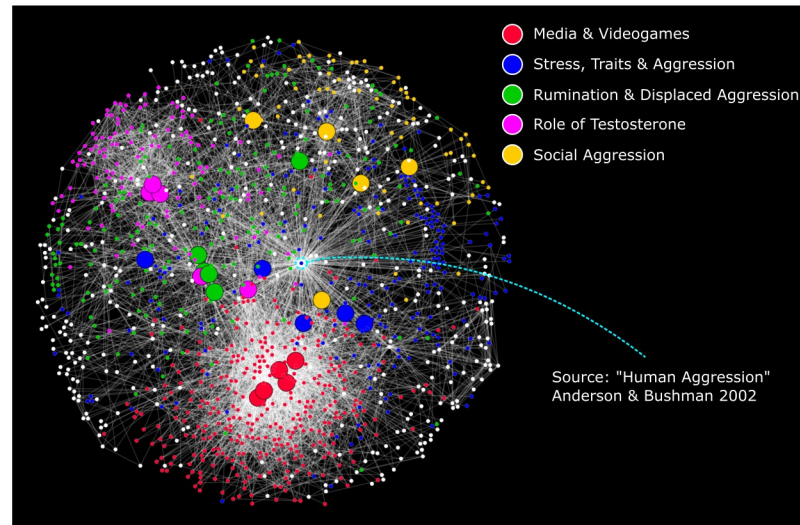 Media & Videogames
Stress, Traits & Aggression
Rumination & Displaced Aggression
Role of Testosterone
Social Aggression
Source: "Human Aggression"
Anderson & Bushman 2002